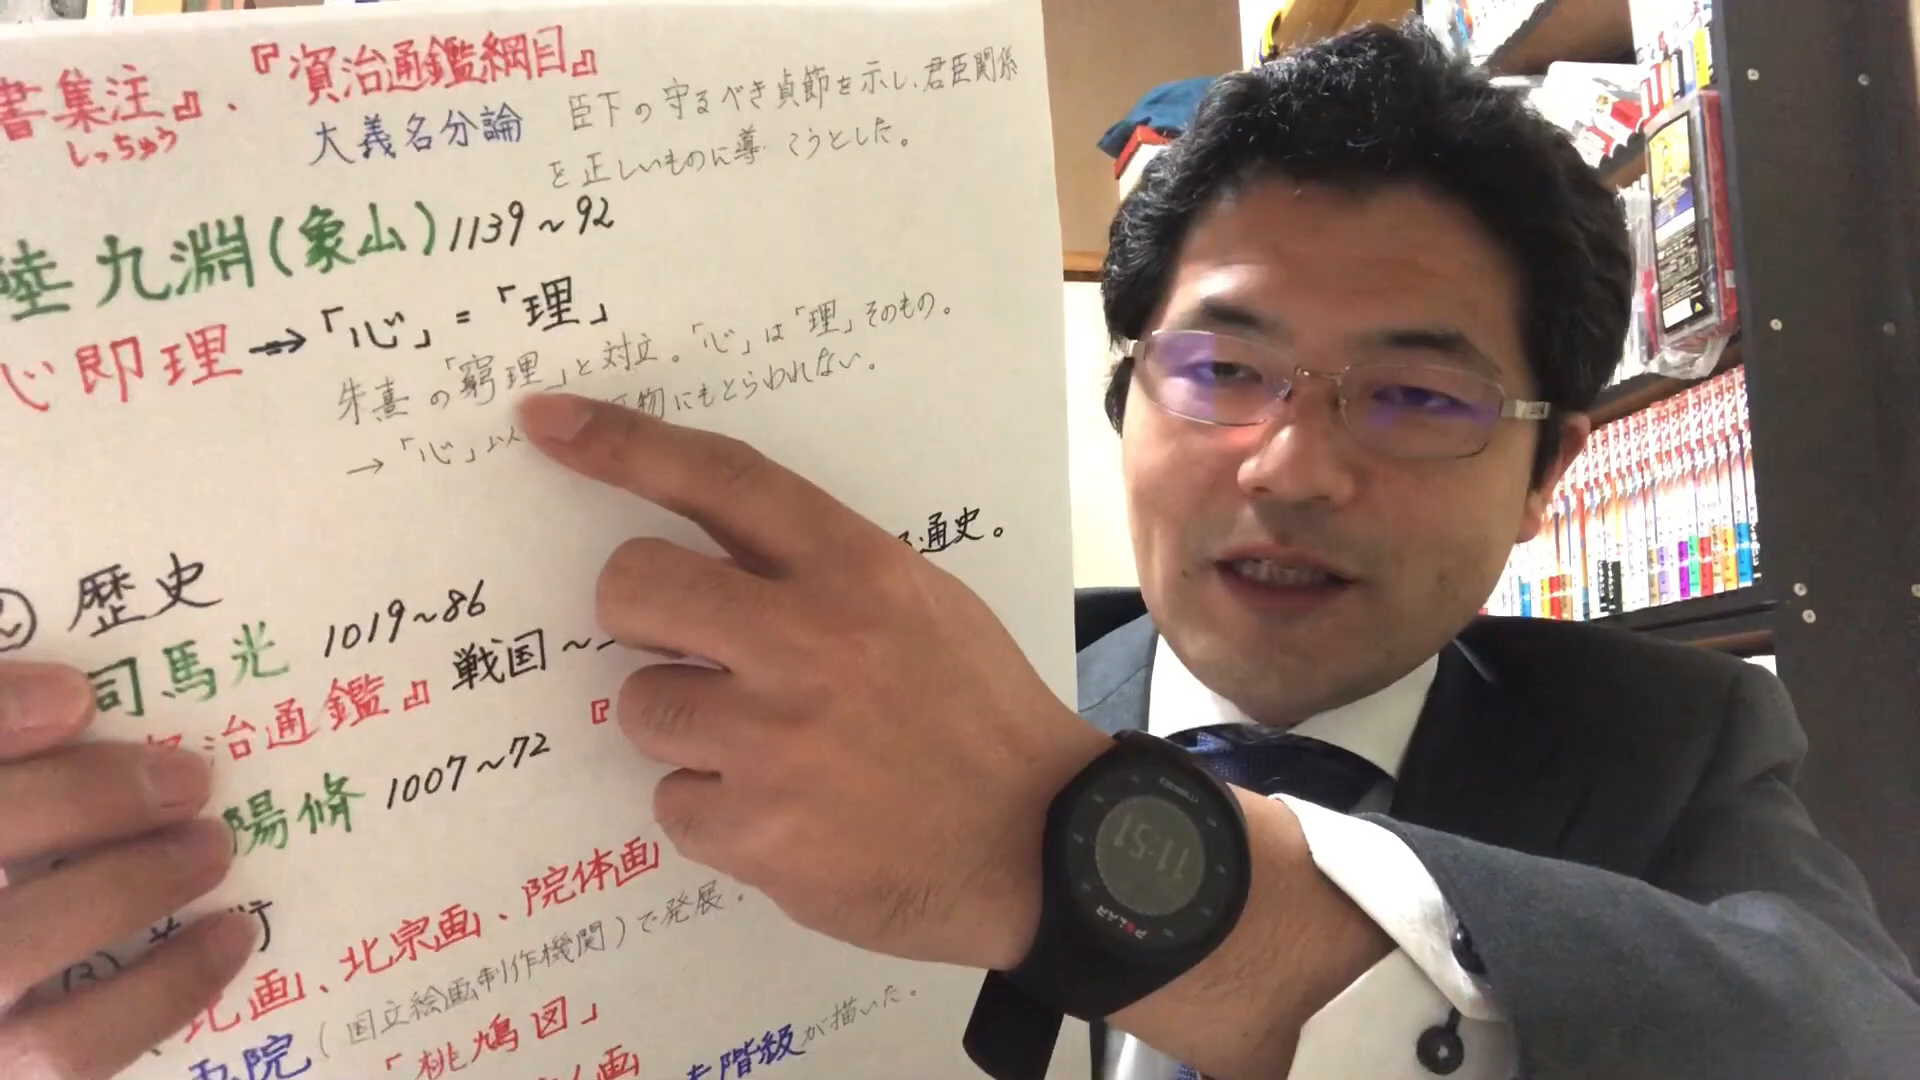 書集注』、『資治通鑑綱目』
しっちゅう
大義名分論
臣下の守るべき貞節を示し、君臣関係
を正しいものに導こうとした。
陸九淵(象山)1139~92
心即理→「心」=「理」
朱熹の「窮理」と対立。「心」は「理」そのもの。
→「心」以 物にもとらわれない。
歴史
司馬光 1019~86
通史。
治通鑑』戦国~
『
陽脩 1007~72
画、北宗画、院体画
画院(国立絵画制作機関)で発展。
「桃鳩図」
画
階級が描いた。
11:51
POLAR